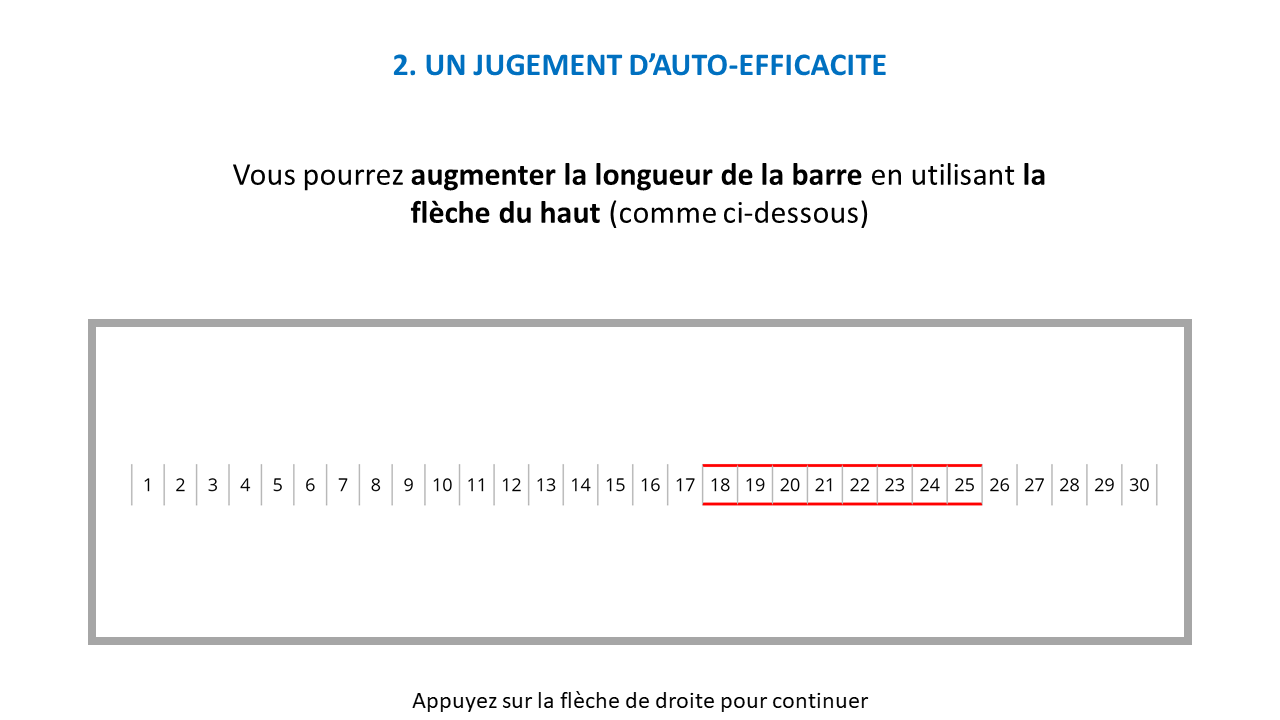 2. UN JUGEMENT D’AUTO-EFFICACITE
Vous pourrez augmenter la longueur de la barre en utilisant la
flèche du haut (comme ci-dessous)
1 2 3 4 5 6 7 8 9 10 11 12 13 14 15 16 17 18 19 20 21 22 23 24 25 26 27 28 29 30
Appuyez sur la flèche de droite pour continuer